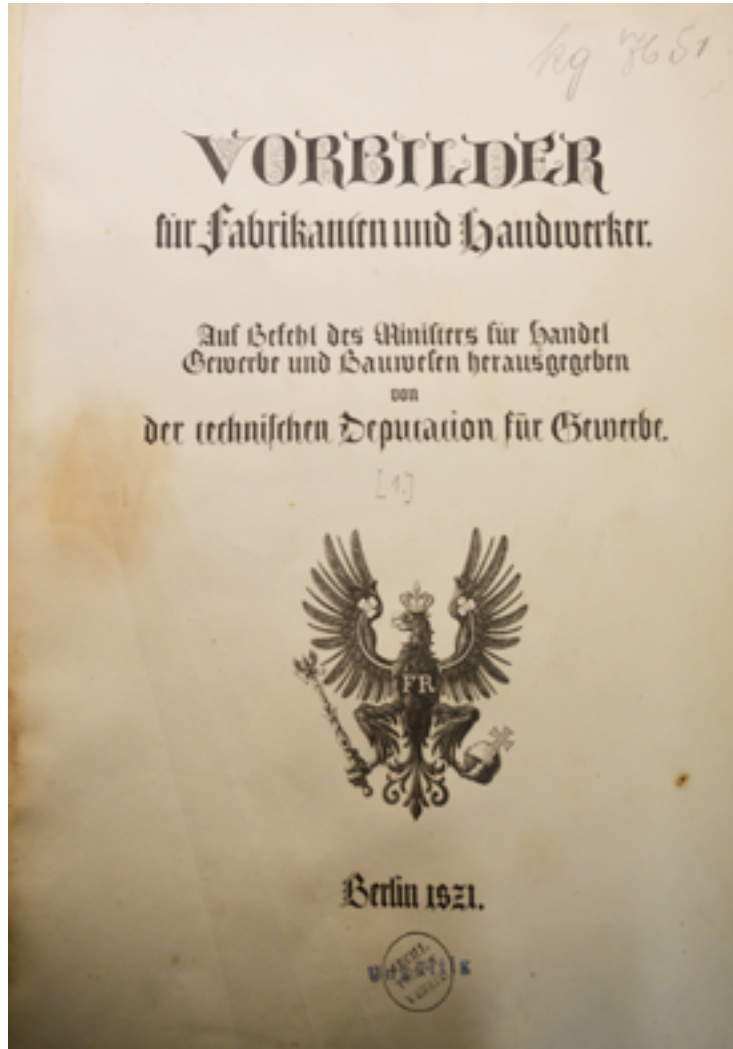 kg
VORBILDER
für Fabrikanten und Handwerker.
Auf Befehl des Ministers für Handel
Gewerbe und Bauwesen herausgegeben
von
der technischen Deputation für Gewerbe.
[1.]
FR
Berlin 1821.